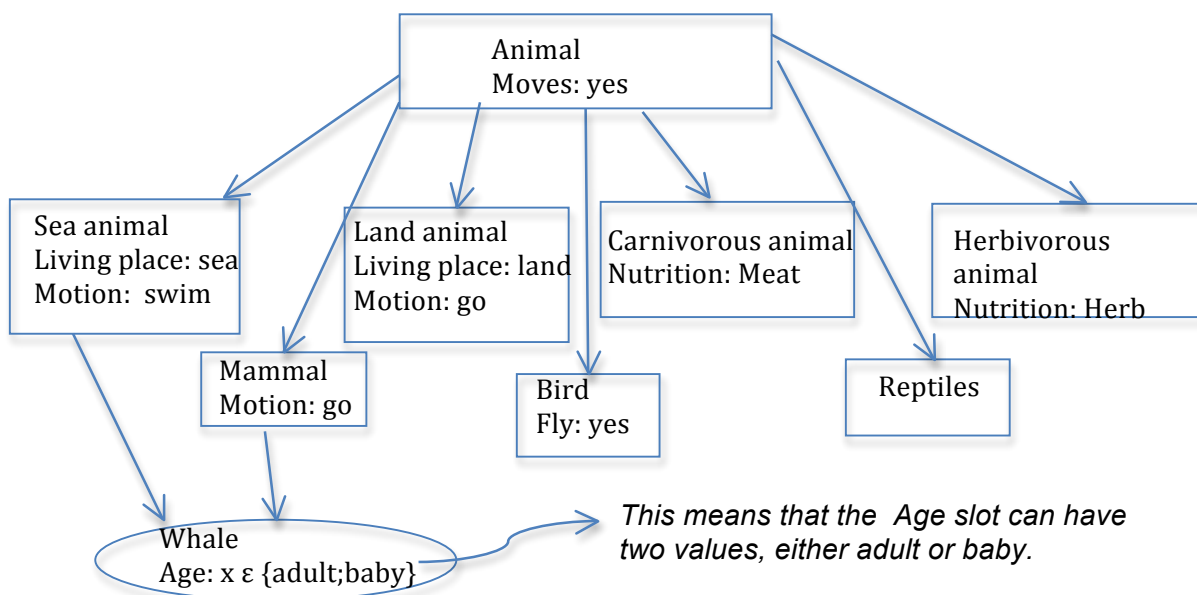 Animal
Moves: yes
Sea animal
Living place: sea
Motion:  swim
Land animal
Living place: land
Motion: go
Carnivorous animal
Nutrition: Meat
Herbivorous
animal
Nutrition: Herb
Mammal
Motion: go
Bird
Fly: yes
Reptiles
Whale
Age: x ε {adult;baby}
This means that the  Age slot can have
two values, either adult or baby.